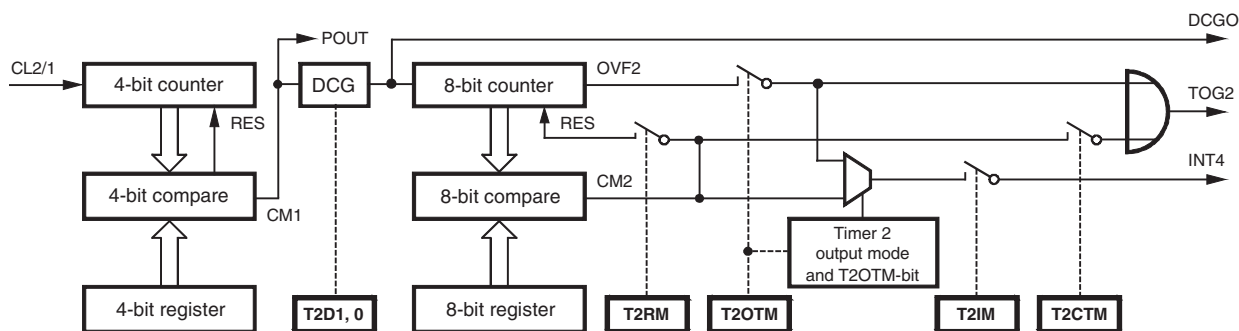 DCGO
POUT
CL2/1
4-bit counter
DCG
8-bit counter
OVF2
TOG2
RES
RES
INT4
4-bit compare
CM1
8-bit compare
CM2
Timer 2
output mode
and T2OTM-bit
4-bit register
T2D1, 0
8-bit register
T2RM
T2OTM
T2IM
T2CTM